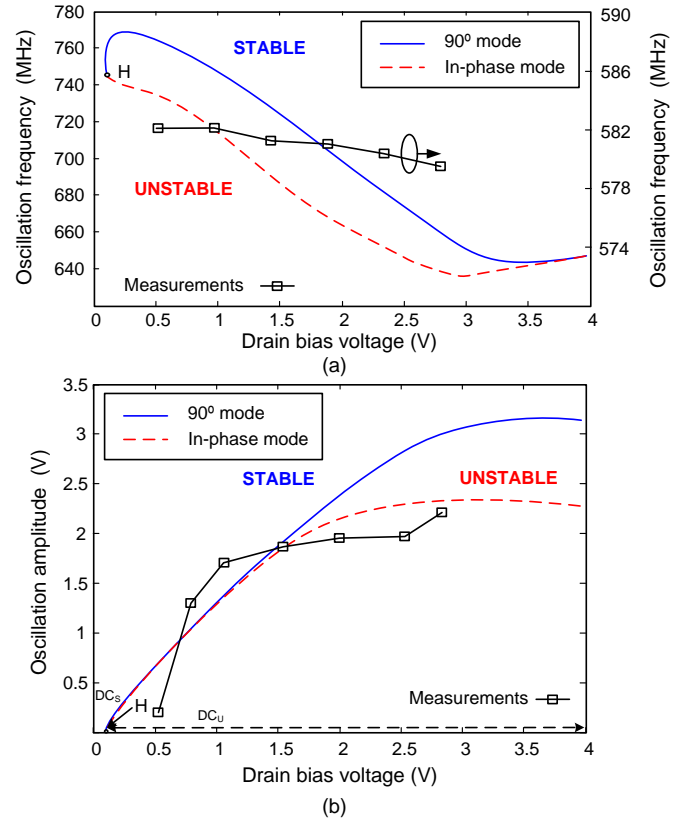 (a)
780
760
740
720
700
680
660
640
Oscillation frequency (MHz)
590
586
582
578
574
Oscillation frequency (MHz)
STABLE
90º mode
In-phase mode
H
UNSTABLE
Measurements
0 0.5 1 1.5 2 2.5 3 3.5 4
Drain bias voltage (V)
(a)
3.5
3
2.5
2
1.5
1
0.5
Oscillation amplitude (V)
90º mode
In-phase mode
STABLE
UNSTABLE
DCS
H
DCU
Measurements
0 0.5 1 1.5 2 2.5 3 3.5 4
Drain bias voltage (V)
(b)